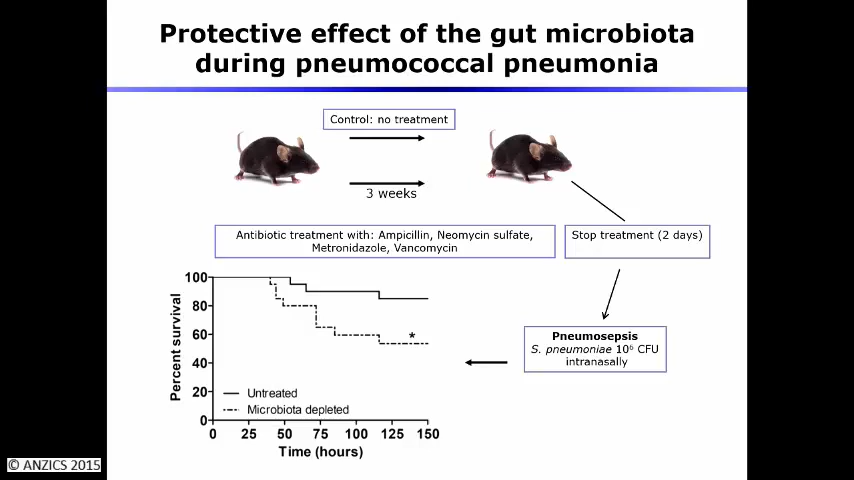 Protective effect of the gut microbiota
during pneumococcal pneumonia
Control: no treatment
3 weeks
Antibiotic treatment with: Ampicillin, Neomycin sulfate,
Metronidazole, Vancomycin
Stop treatment (2 days)
Pneumosepsis
S. pneumoniae 10⁶ CFU
intranasally
Percent survival
100
80
60
40
20
0
*
Untreated
Microbiota depleted
0 25 50 75 100 125 150
Time (hours)
© ANZICS 2015